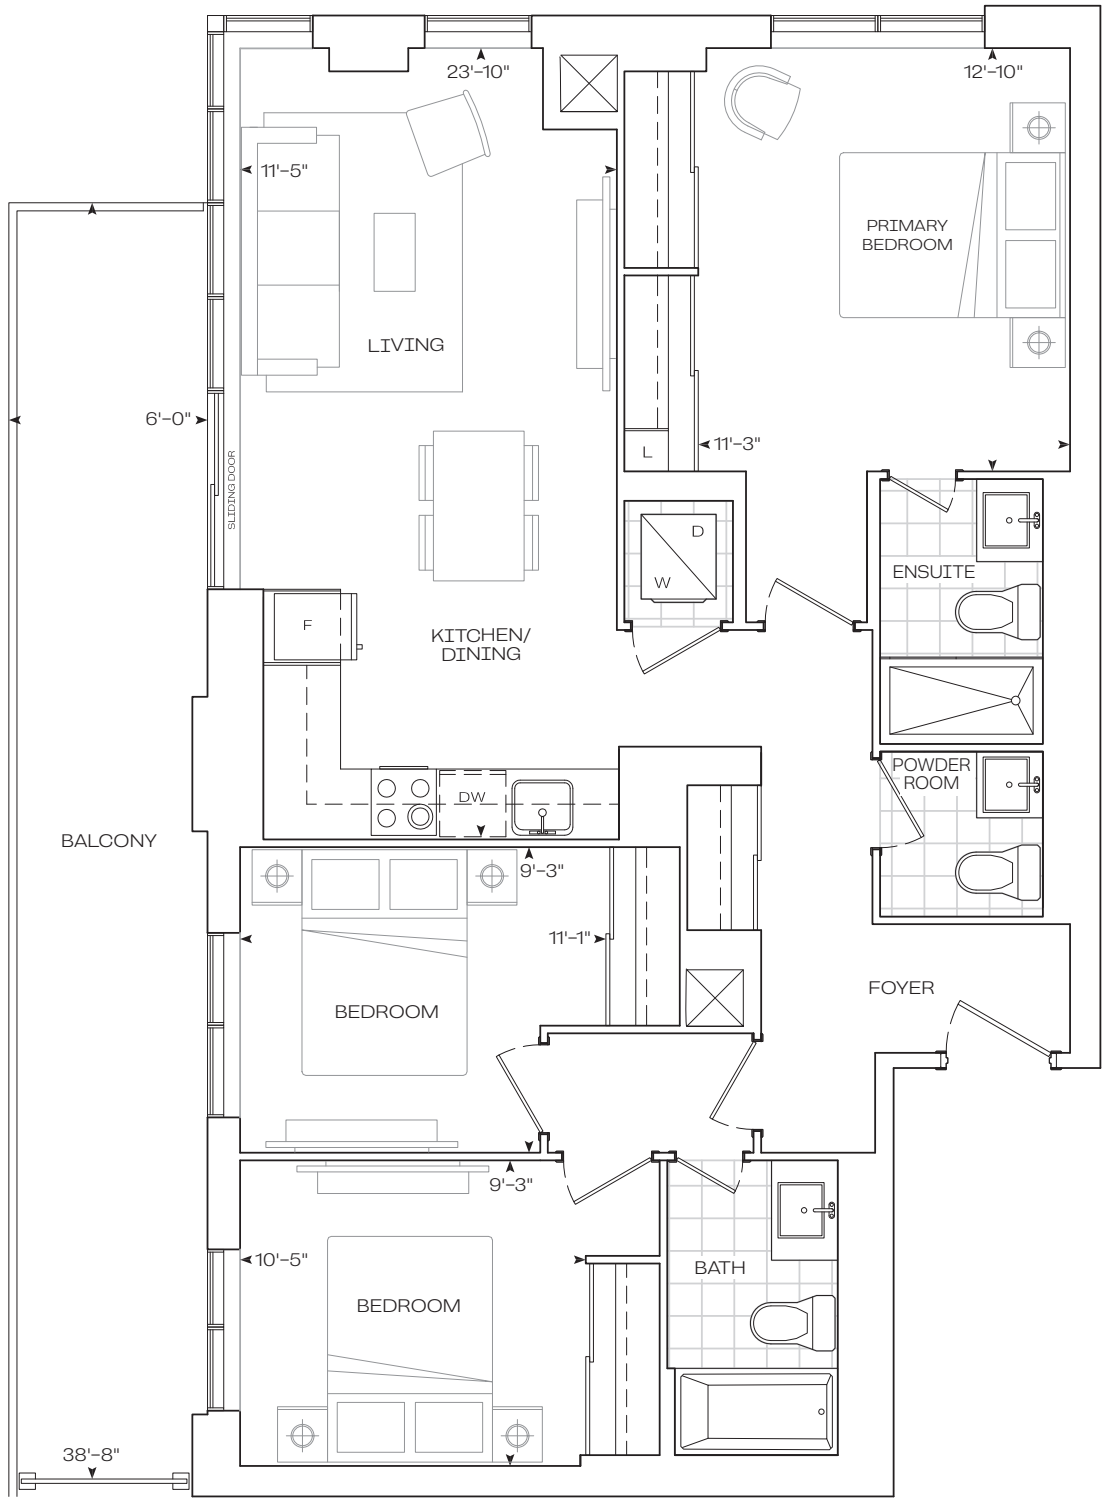 23'-10"
12'-10"
11'-5"
PRIMARY
BEDROOM
LIVING
6'-0"
SLIDING DOOR
L
11'-3"
D
W
ENSUITE
F
KITCHEN/
DINING
POWDER
ROOM
DW
BALCONY
9'-3"
11'-1"
FOYER
BEDROOM
9'-3"
10'-5"
BATH
BEDROOM
38'-8"